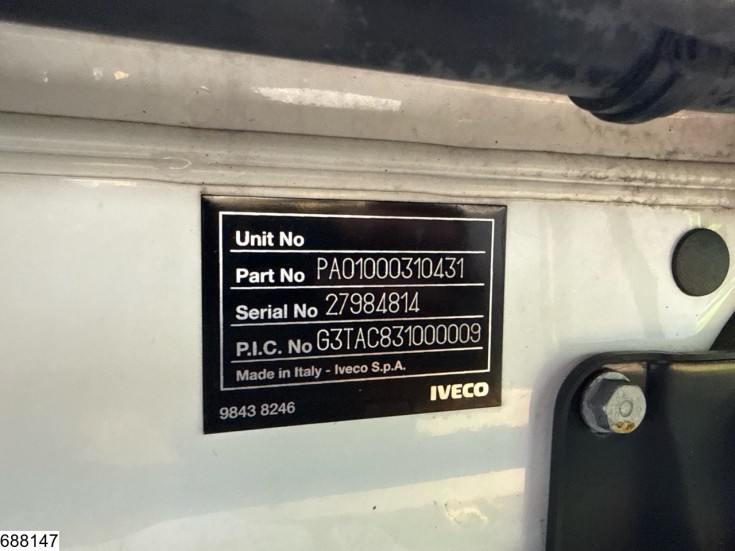 Unit No
Part No PA01000310431
Serial No 27984814
P.I.C. No G3TAC831000009
Made in Italy - Iveco S.p.A.
IVECO
9843 8246
688147